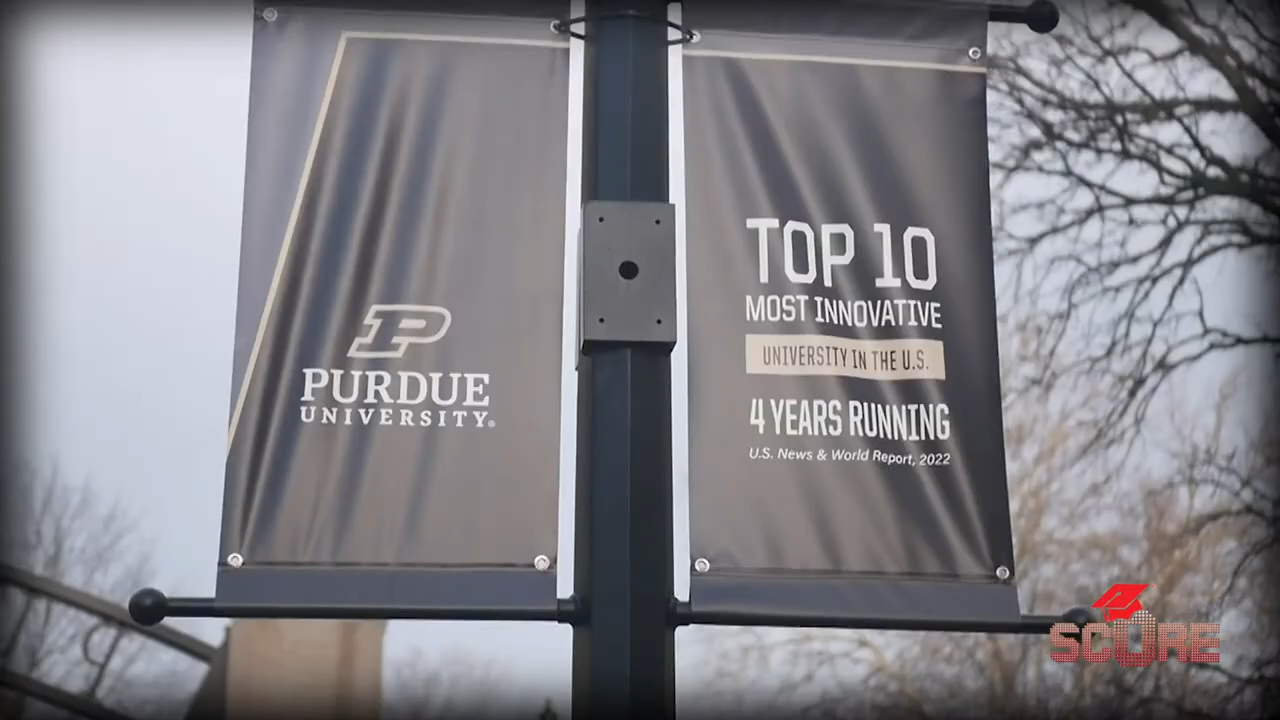 P
PURDUE
UNIVERSITY®
TOP 10
MOST INNOVATIVE
UNIVERSITY IN THE U.S.
4 YEARS RUNNING
U.S. News & World Report, 2022
SCORE